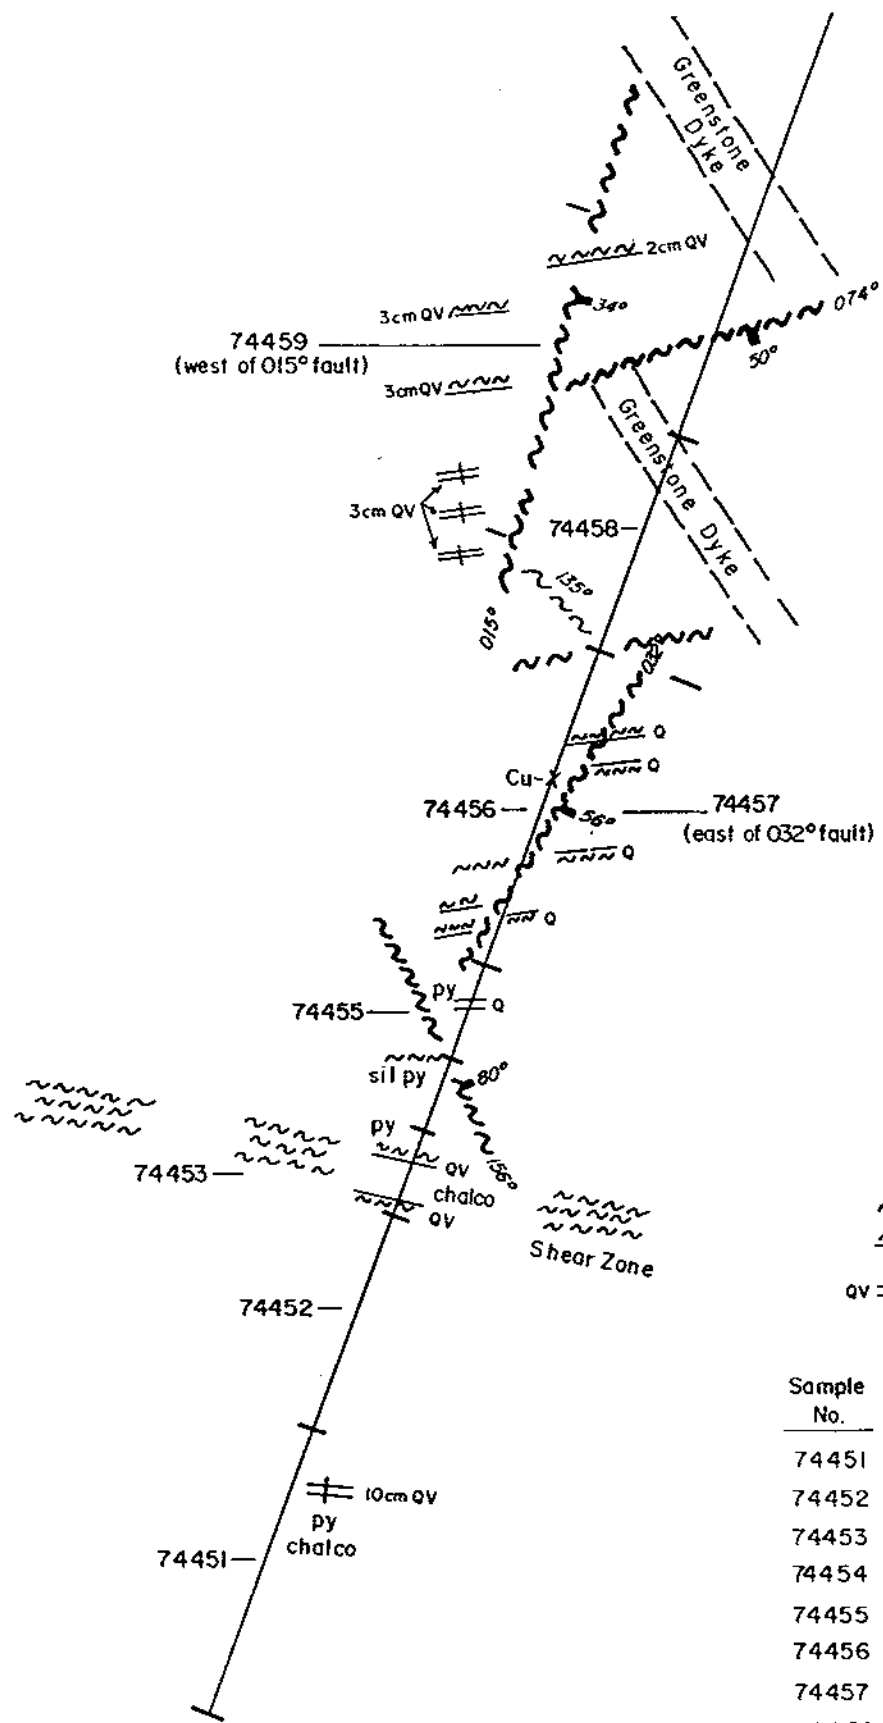 Greenstone
Dyke
2cm QV
34°
3cm QV
074°
74459
(west of 015° fault)
50°
3cm QV
Greenstone Dyke
3cm QV
74458
135°
015°
032°
Q
Q
Cu
74456
56°
74457
(east of 032° fault)
Q
Q
py
74455
Q
sil py
80°
py
QV
156°
74453
chalco
QV
Shear Zone
QV
74452
Sample
No.
74451
10cm QV
74452
py
chalco
74453
74451
74454
74455
74456
74457